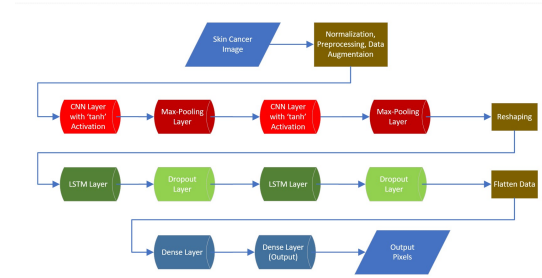 Skin Cancer
Image
Normalization,
Preprocessing, Data
Augmentaion
CNN Layer
with 'tanh'
Activation
Max-Pooling
Layer
CNN Layer
with 'tanh'
Activation
Max-Pooling
Layer
Reshaping
LSTM Layer
Dropout
Layer
LSTM Layer
Dropout
Layer
Flatten Data
Dense Layer
Dense Layer
(Output)
Output
Pixels